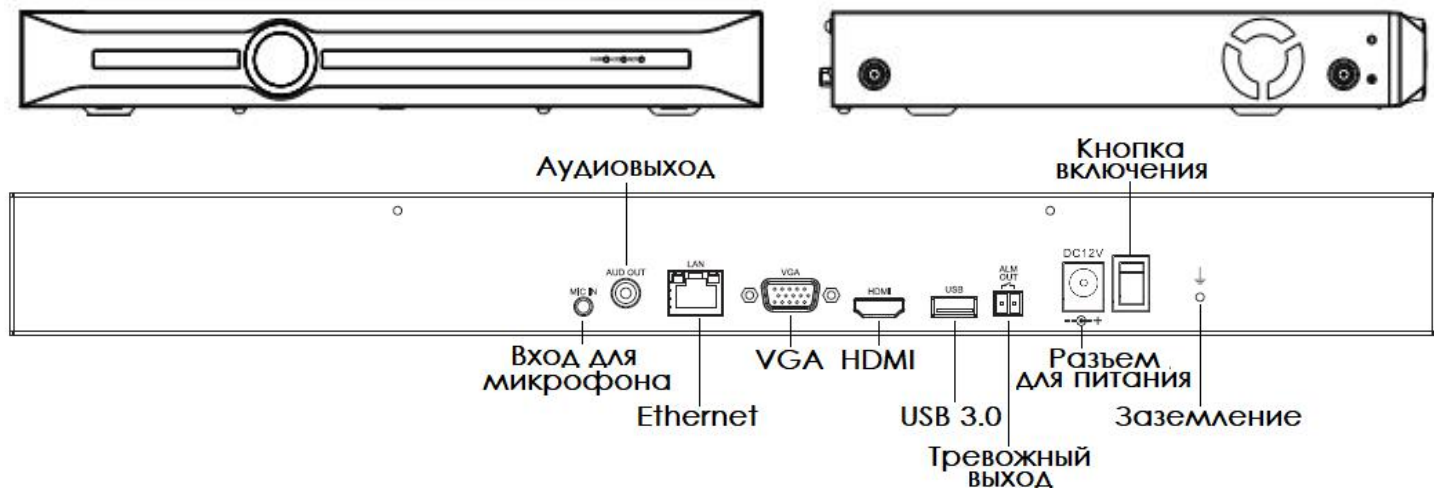 Аудиовыход
Кнопка
включения
AUD OUT
LAN
VGA
HDMI
USB
ALM
OUT
DC12V
MIC IN
Вход для
микрофона
Ethernet
VGA
HDMI
USB 3.0
Тревожный
выход
Разъем
для питания
Заземление